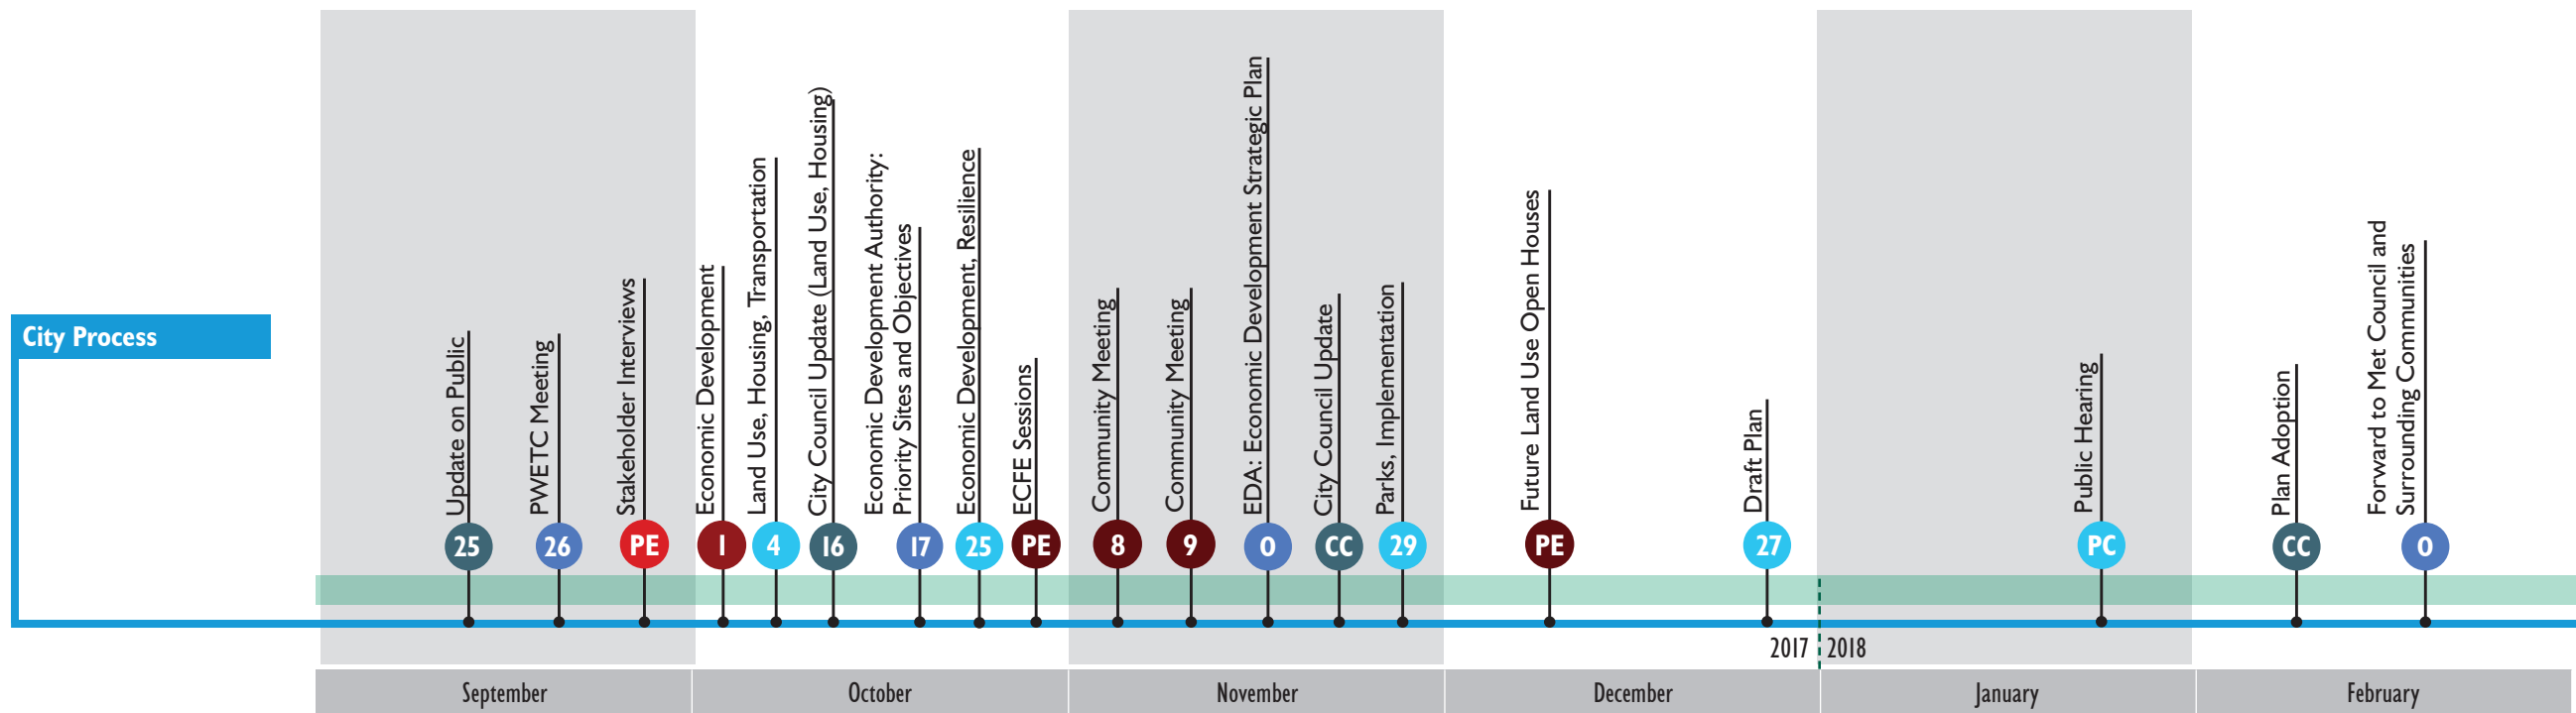 City Process
Update on Public
PWETC Meeting
Stakeholder Interviews
Economic Development
Land Use, Housing, Transportation
City Council Update (Land Use, Housing)
Economic Development Authority:
Priority Sites and Objectives
Economic Development, Resilience
ECFE Sessions
Community Meeting
Community Meeting
EDA: Economic Development Strategic Plan
City Council Update
Parks, Implementation
Future Land Use Open Houses
Draft Plan
Public Hearing
Plan Adoption
Forward to Met Council and
Surrounding Communities
25 26 PE 1 4 16 17 25 PE 8 9 O CC 29 PE 27 PC CC O
2017 2018
September October November December January February